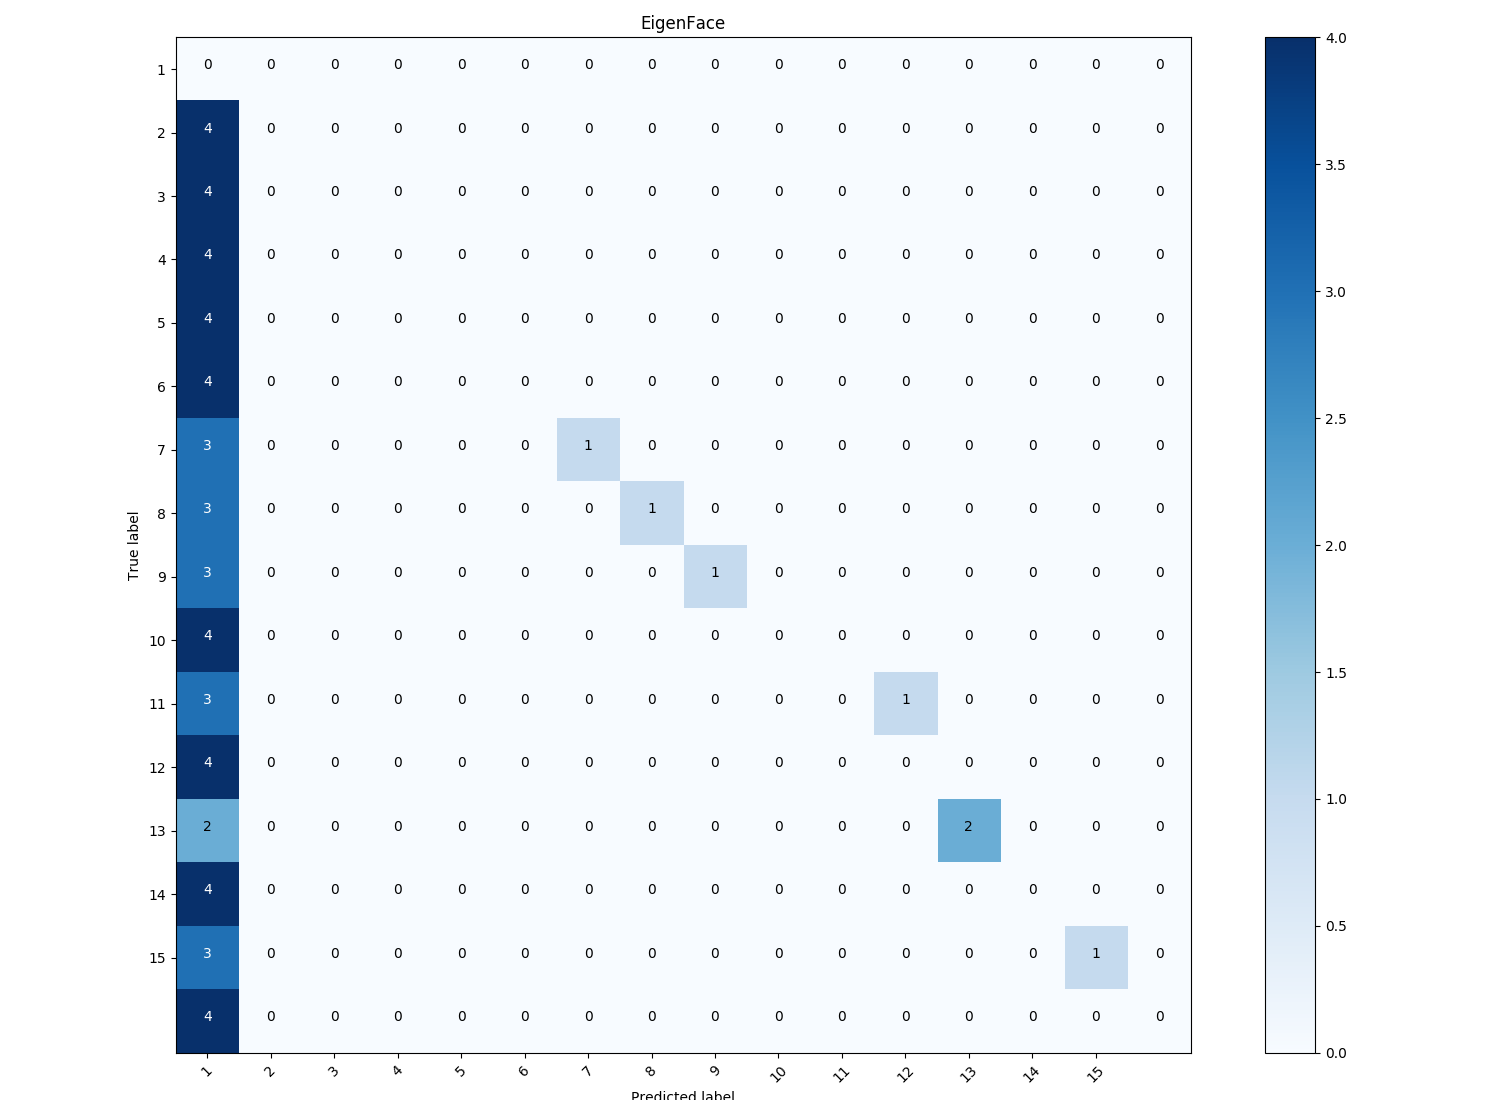 EigenFace
1 0 0 0 0 0 0 0 0 0 0 0 0 0 0 0 0
2 4 0 0 0 0 0 0 0 0 0 0 0 0 0 0 0
3 4 0 0 0 0 0 0 0 0 0 0 0 0 0 0 0
4 4 0 0 0 0 0 0 0 0 0 0 0 0 0 0 0
5 4 0 0 0 0 0 0 0 0 0 0 0 0 0 0 0
6 4 0 0 0 0 0 0 0 0 0 0 0 0 0 0 0
7 3 0 0 0 0 0 1 0 0 0 0 0 0 0 0 0
8 3 0 0 0 0 0 0 1 0 0 0 0 0 0 0 0
9 3 0 0 0 0 0 0 0 1 0 0 0 0 0 0 0
10 4 0 0 0 0 0 0 0 0 0 0 0 0 0 0 0
11 3 0 0 0 0 0 0 0 0 0 0 1 0 0 0 0
12 4 0 0 0 0 0 0 0 0 0 0 0 0 0 0 0
13 2 0 0 0 0 0 0 0 0 0 0 0 2 0 0 0
14 4 0 0 0 0 0 0 0 0 0 0 0 0 0 0 0
15 3 0 0 0 0 0 0 0 0 0 0 0 0 0 1 0
4 0 0 0 0 0 0 0 0 0 0 0 0 0 0 0
1 2 3 4 5 6 7 8 9 10 11 12 13 14 15
True label
Predicted label
4.0
3.5
3.0
2.5
2.0
1.5
1.0
0.5
0.0